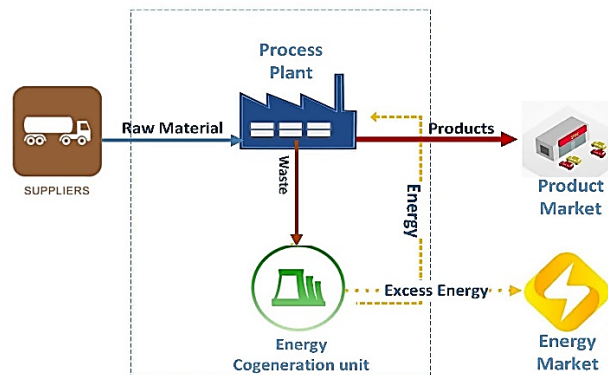 Process
Plant
Raw Material
Products
Waste
Energy
SUPPLIERS
Product
Market
Excess Energy
Energy
Cogeneration unit
Energy
Market